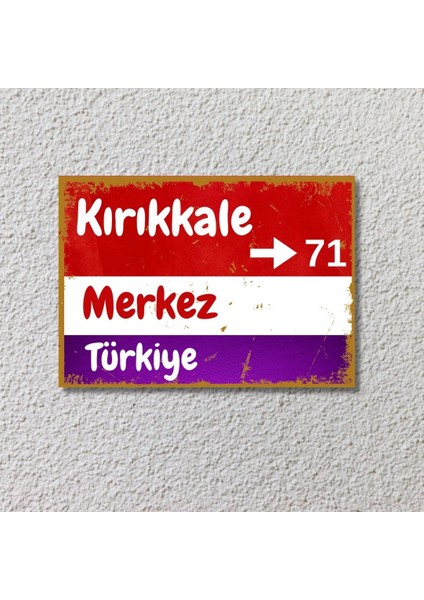 Kırıkkale
→ 71
Merkez
Türkiye